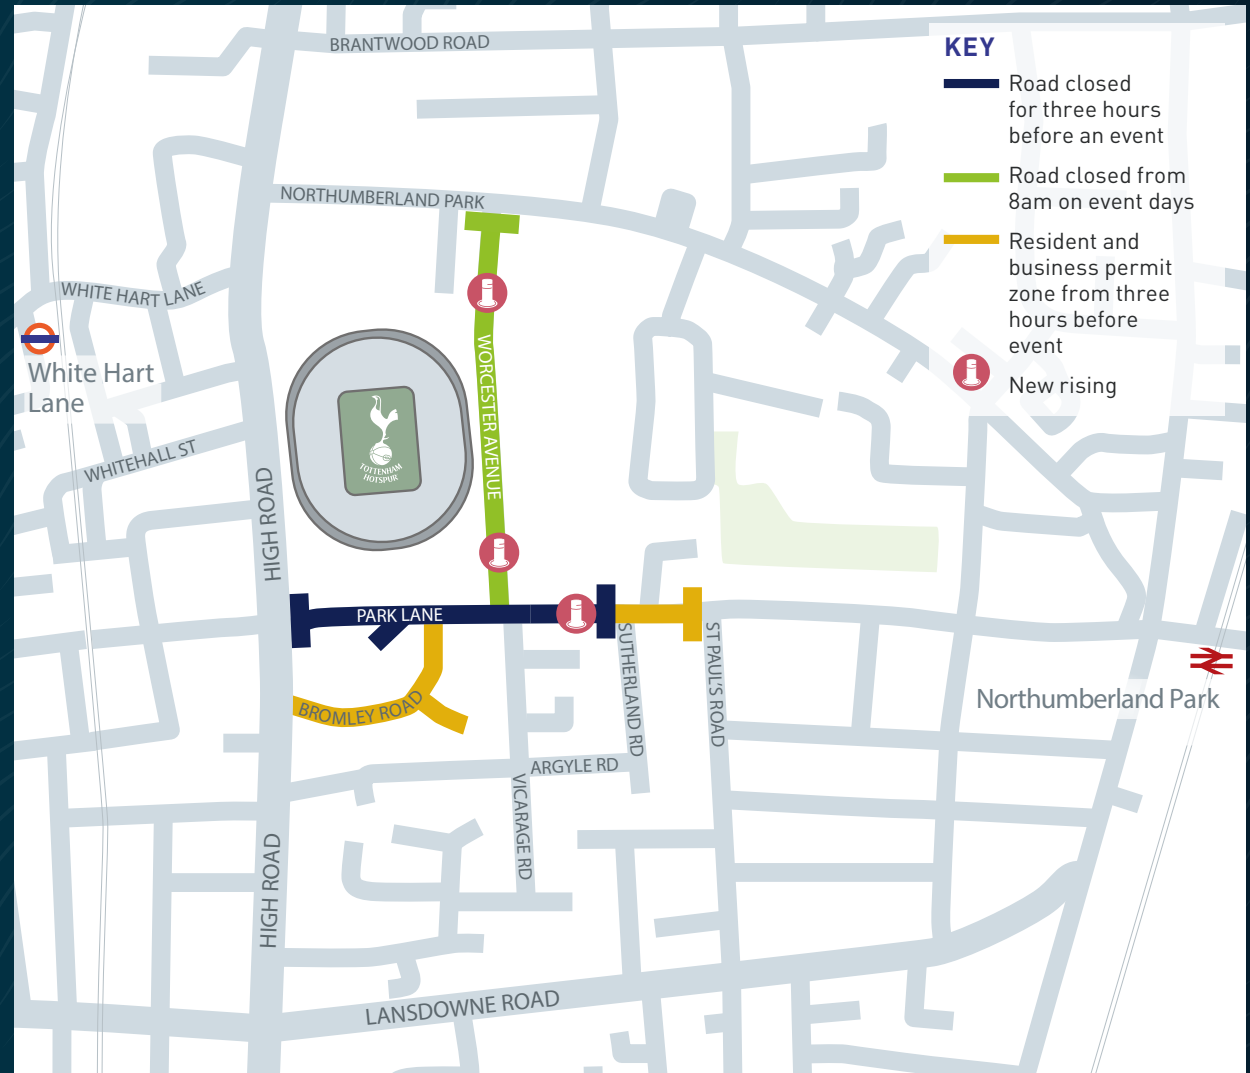 BRANTWOOD ROAD
KEY
Road closed
for three hours
before an event
Road closed from
8am on event days
Resident and
business permit
zone from three
hours before
event
New rising
NORTHUMBERLAND PARK
WHITE HART LANE
White Hart
Lane
WORCESTER AVENUE
TOTTENHAM
HOTSPUR
WHITEHALL ST
HIGH ROAD
PARK LANE
SUTHERLAND RD
ST PAUL'S ROAD
Northumberland Park
BROMLEY ROAD
ARGYLE RD
VICARAGE RD
HIGH ROAD
LANSDOWNE ROAD